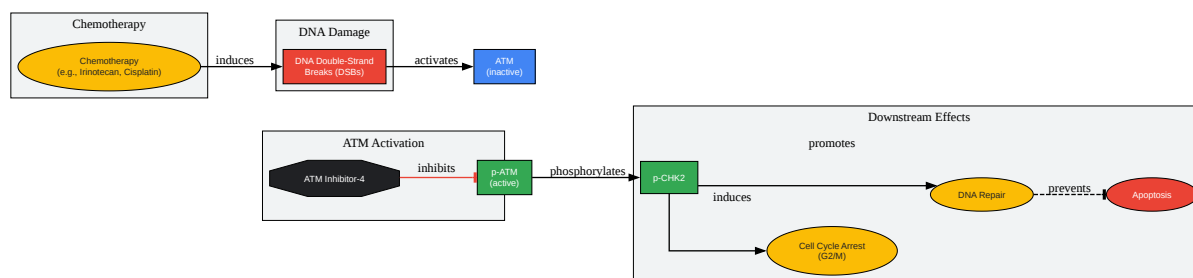 Chemotherapy
Chemotherapy
(e.g., Irinotecan, Cisplatin)
induces
DNA Damage
DNA Double-Strand
Breaks (DSBs)
activates
ATM
(inactive)
ATM Activation
ATM Inhibitor-4
inhibits
p-ATM
(active)
phosphorylates
Downstream Effects
promotes
p-CHK2
induces
DNA Repair
prevents
Apoptosis
Cell Cycle Arrest
(G2/M)